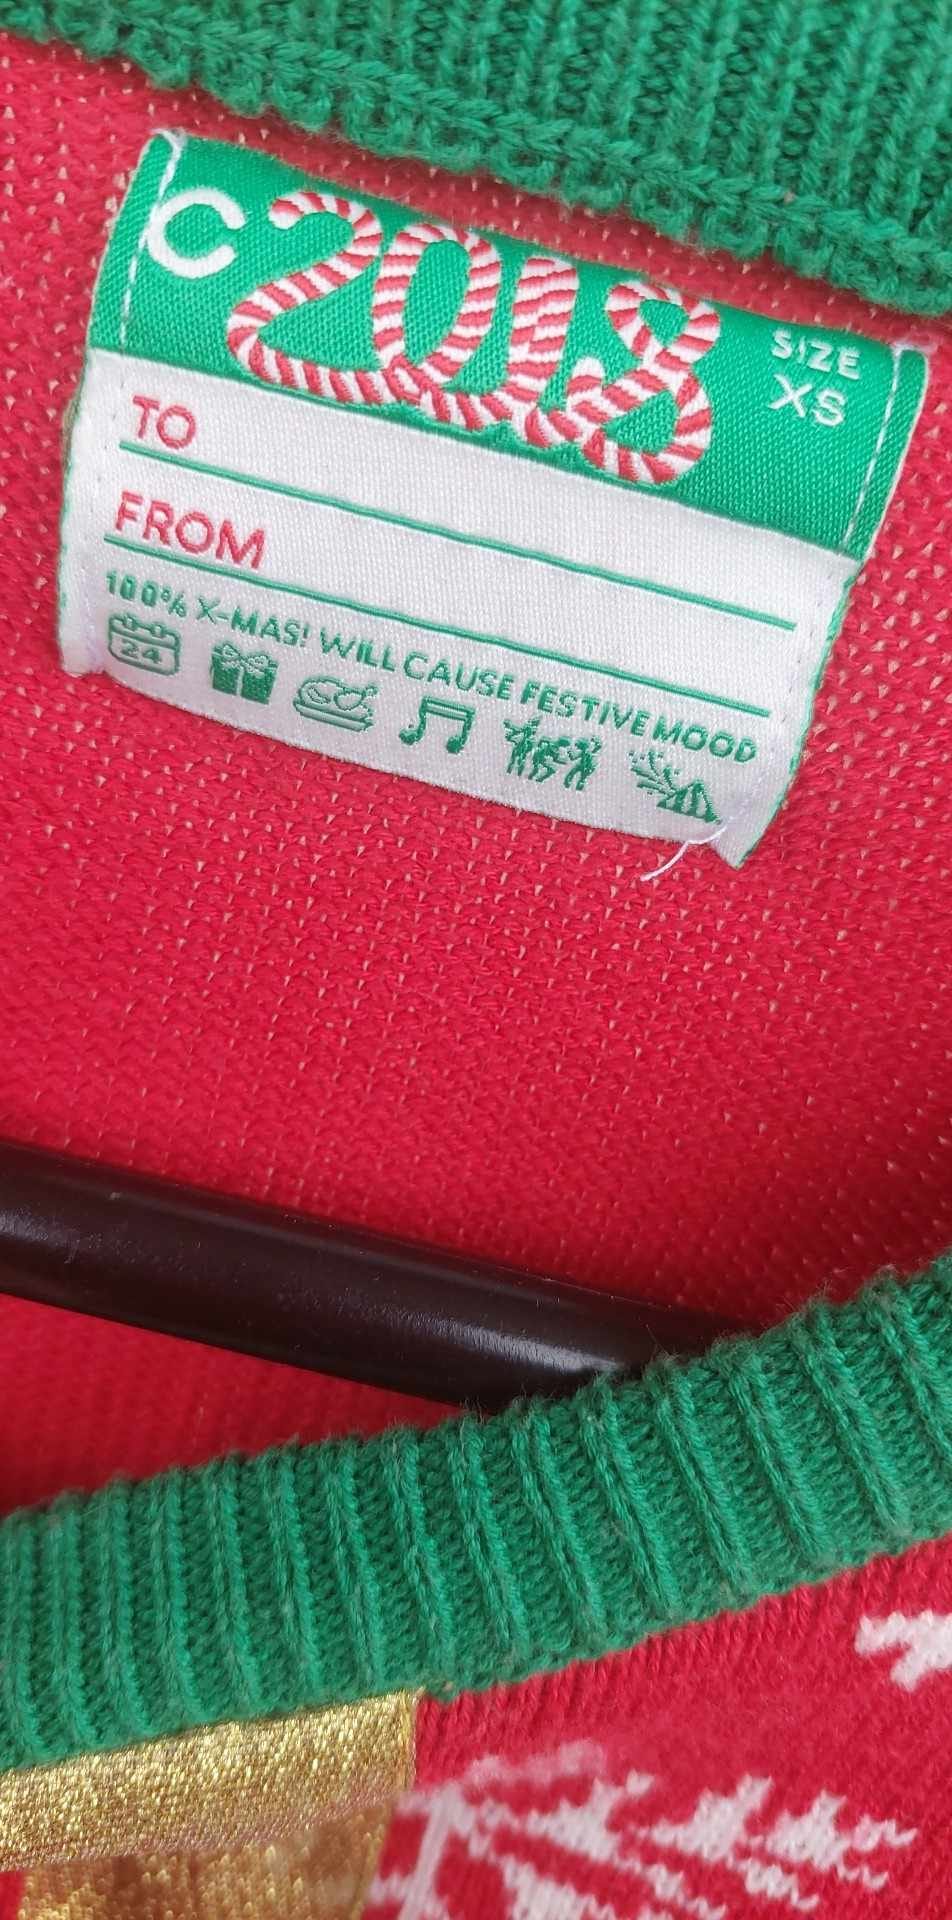 C 2018 SIZE XS
TO
FROM
100% X-MAS! WILL CAUSE FESTIVE MOOD
24